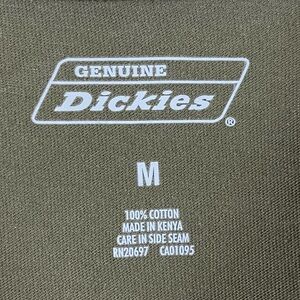 GENUINE
Dickies®
M
100% COTTON
MADE IN KENYA
CARE IN SIDE SEAM
RN20697 CA01095